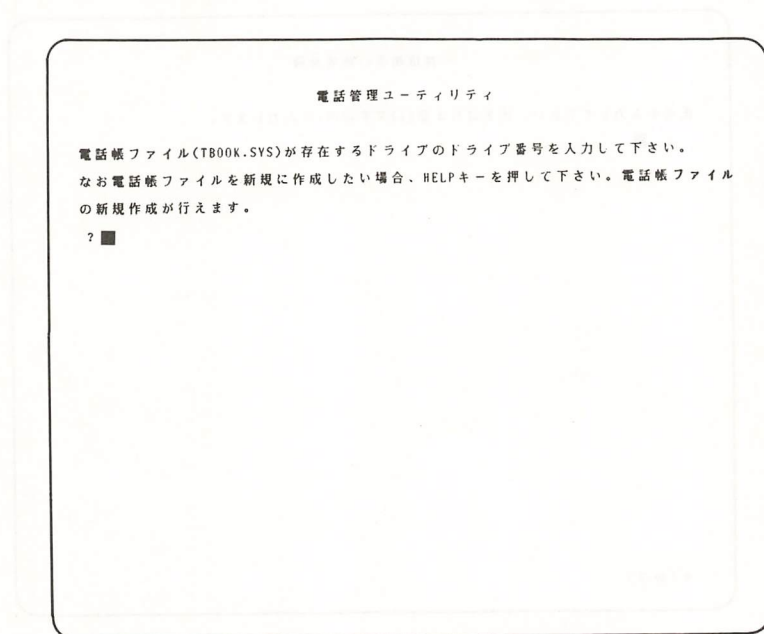 電話管理ユーティリティ
電話帳ファイル(TBOOK.SYS)が存在するドライブのドライブ番号を入力して下さい。
なお電話帳ファイルを新規に作成したい場合、HELPキーを押して下さい。電話帳ファイル
の新規作成が行えます。
?